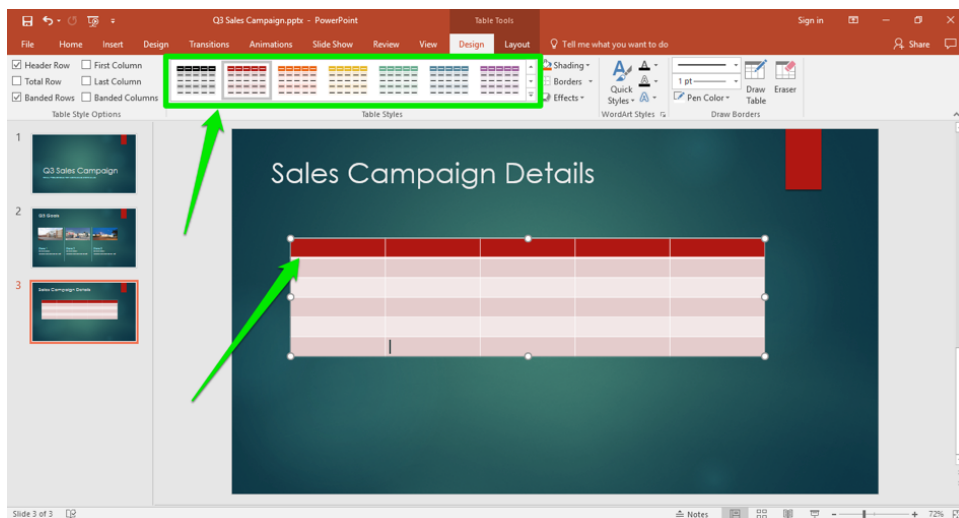 Q3 Sales Campaign.pptx - PowerPoint
Table Tools
Sign in
File Home Insert Design Transitions Animations Slide Show Review View Design Layout Tell me what you want to do Share
Header Row First Column
Total Row Last Column
Banded Rows Banded Columns
Table Style Options
Table Styles
Shading
Borders
Effects
Quick
Styles
WordArt Styles
1 pt
Pen Color
Draw
Table
Eraser
Draw Borders
1
Q3 Sales Campaign
2
3
Sales Campaign Details
Sales Campaign Details
Slide 3 of 3
Notes
72%